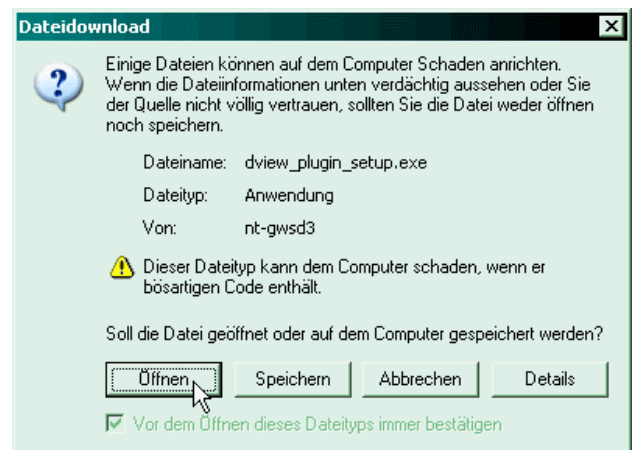 Dateidownload
Einige Dateien können auf dem Computer Schaden anrichten.
Wenn die Dateiinformationen unten verdächtig aussehen oder Sie
der Quelle nicht völlig vertrauen, sollten Sie die Datei weder öffnen
noch speichern.
Dateiname: dview_plugin_setup.exe
Dateityp: Anwendung
Von: nt-gwsd3
Dieser Dateityp kann dem Computer schaden, wenn er
bösartigen Code enthält.
Soll die Datei geöffnet oder auf dem Computer gespeichert werden?
Öffnen Speichern Abbrechen Details
Vor dem Öffnen dieses Dateityps immer bestätigen